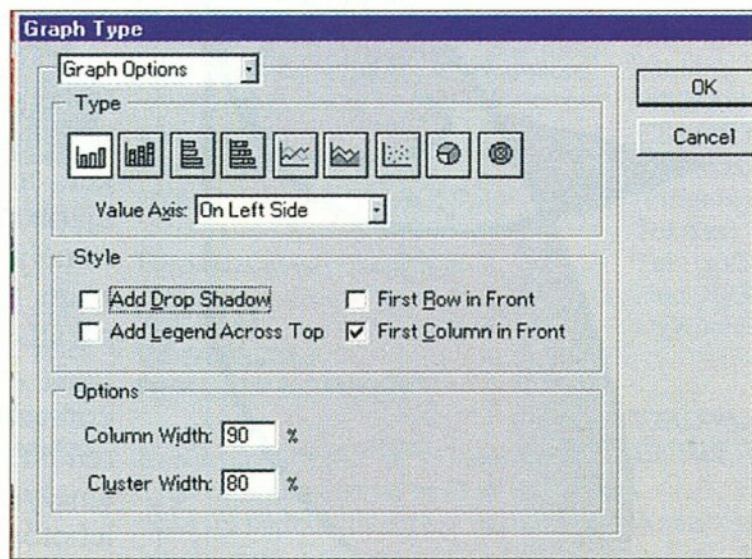 Graph Type
Graph Options
OK
Type
Cancel
Value Axis: On Left Side
Style
Add Drop Shadow
First Row in Front
Add Legend Across Top
First Column in Front
Options
Column Width: 90 %
Cluster Width: 80 %